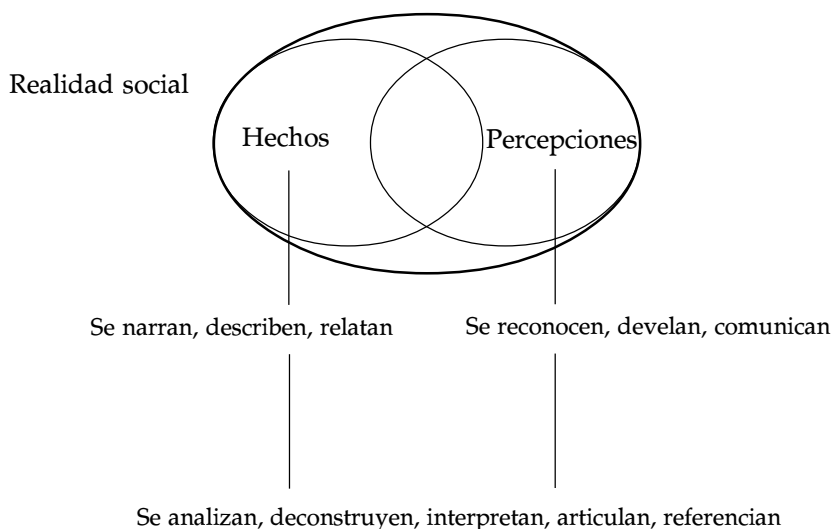 Realidad social
Hechos
Percepciones
Se narran, describen, relatan
Se reconocen, develan, comunican
Se analizan, deconstruyen, interpretan, articulan, referencian